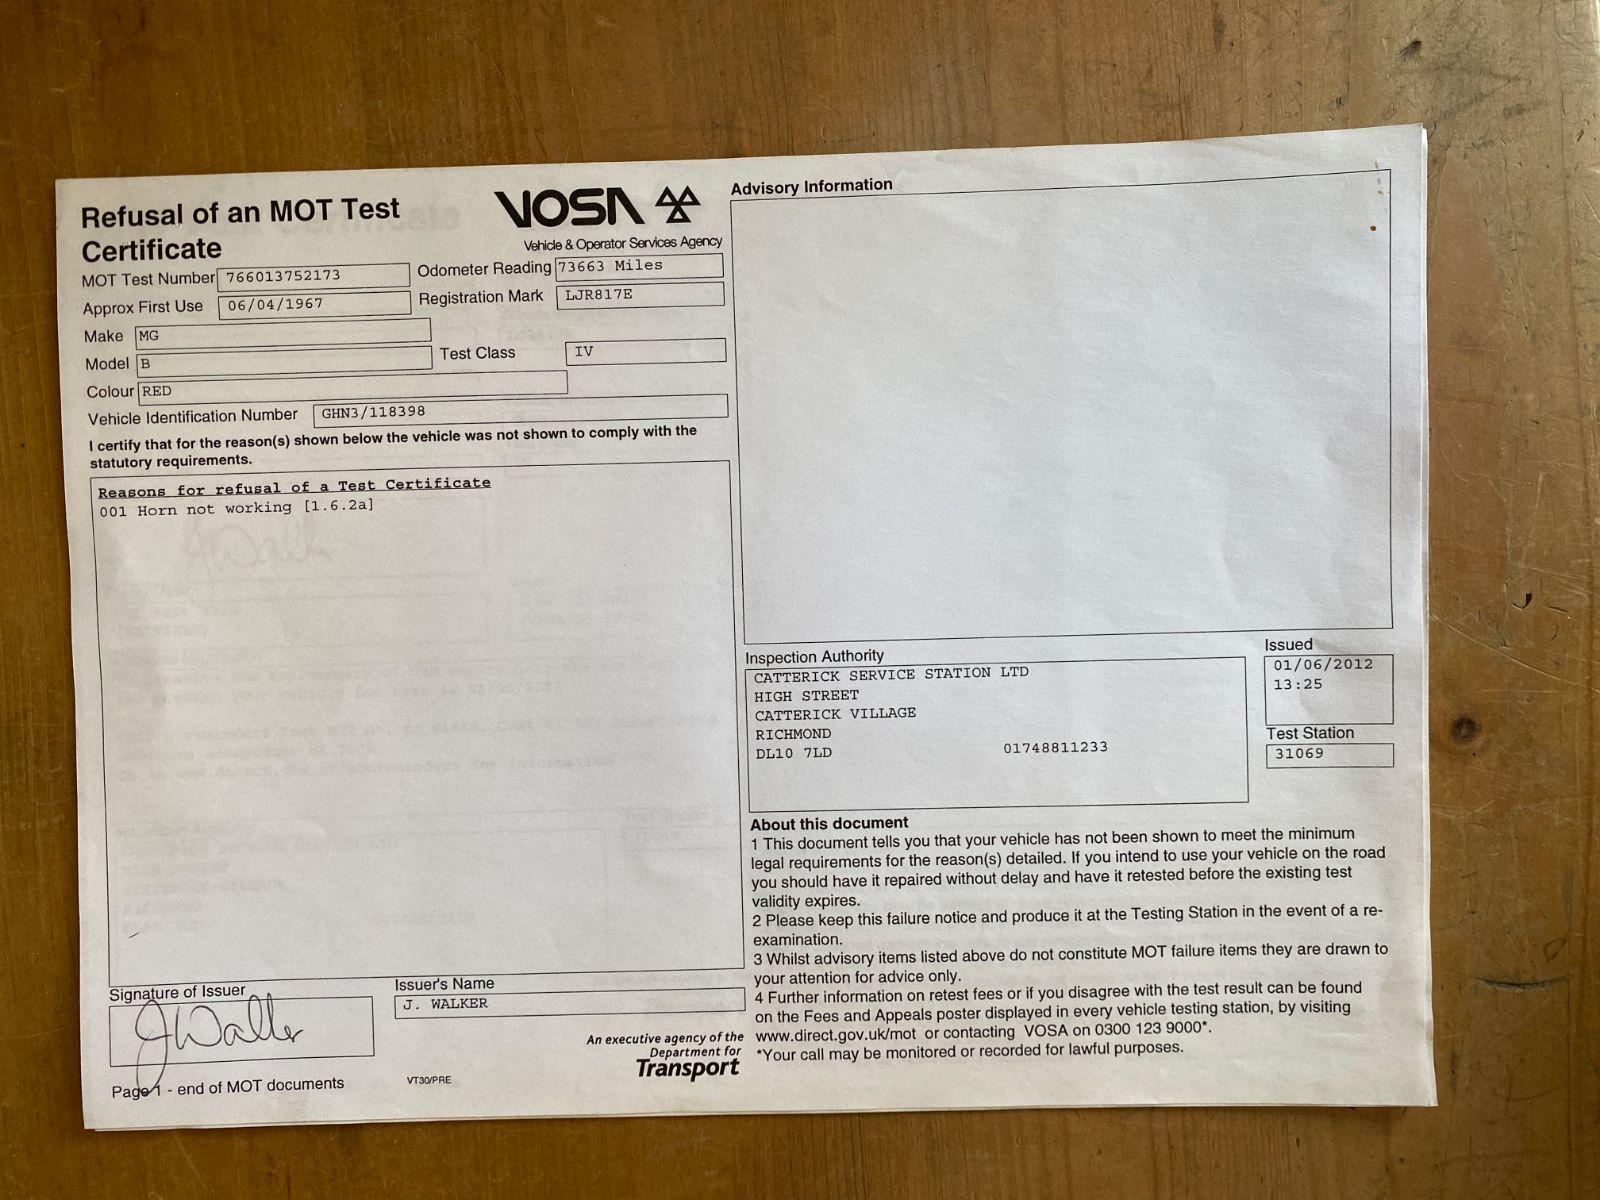 Refusal of an MOT Test
Certificate
VOSA
Vehicle & Operator Services Agency
MOT Test Number 766013752173
Odometer Reading 73663 Miles
Approx First Use 06/04/1967
Registration Mark LJR817E
Make MG
Model B
Test Class IV
Colour RED
Vehicle Identification Number GHN3/118398
I certify that for the reason(s) shown below the vehicle was not shown to comply with the
statutory requirements.
Reasons for refusal of a Test Certificate
001 Horn not working [1.6.2a]
Signature of Issuer
JWaller
Issuer's Name
J. WALKER
An executive agency of the
Department for
Transport
Page 1 - end of MOT documents
VT30/PRE
Advisory Information
Inspection Authority
CATTERICK SERVICE STATION LTD
HIGH STREET
CATTERICK VILLAGE
RICHMOND
DL10 7LD 01748811233
Issued
01/06/2012
13:25
Test Station
31069
About this document
1 This document tells you that your vehicle has not been shown to meet the minimum
legal requirements for the reason(s) detailed. If you intend to use your vehicle on the road
you should have it repaired without delay and have it retested before the existing test
validity expires.
2 Please keep this failure notice and produce it at the Testing Station in the event of a re-
examination.
3 Whilst advisory items listed above do not constitute MOT failure items they are drawn to
your attention for advice only.
4 Further information on retest fees or if you disagree with the test result can be found
on the Fees and Appeals poster displayed in every vehicle testing station, by visiting
www.direct.gov.uk/mot or contacting VOSA on 0300 123 9000*.
*Your call may be monitored or recorded for lawful purposes.